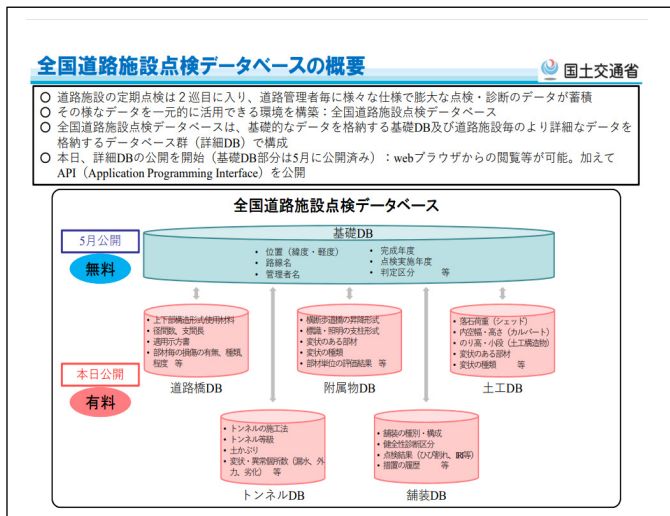 全国道路施設点検データベースの概要
国土交通省
○ 道路施設の定期点検は２巡目に入り、道路管理者毎に様々な仕様で膨大な点検・診断のデータが蓄積
○ その様なデータを一元的に活用できる環境を構築：全国道路施設点検データベース
○ 全国道路施設点検データベースは、基礎的なデータを格納する基礎DB及び道路施設毎のより詳細なデータを
格納するデータベース群（詳細DB）で構成
○ 本日、詳細DBの公開を開始（基礎DB部分は5月に公開済み）：webブラウザからの閲覧等が可能。加えて
API（Application Programming Interface）を公開
全国道路施設点検データベース
5月公開
無料
基礎DB
• 位置（緯度・軽度）
• 路線名
• 管理者名
• 完成年度
• 点検実施年度
• 判定区分 等
本日公開
有料
• 上下部構造形式/使用材料
• 径間数、支間長
• 適用示方書
• 部材毎の損傷の有無、種類、
程度 等
道路橋DB
• 横断歩道橋の昇降形式
• 標識・照明の支柱形式
• 変状のある部材
• 変状の種類
• 部材単位の評価結果 等
附属物DB
• 落石荷重（シェッド）
• 内空幅・高さ（カルバート）
• のり高・小段（土工構造物）
• 変状のある部材
• 変状の種類 等
土工DB
• トンネルの施工法
• トンネル等級
• 土かぶり
• 変状・異常個所数（漏水、外
力、劣化） 等
トンネルDB
• 舗装の種別・構成
• 健全性診断区分
• 点検結果（ひび割れ、IRI等）
• 措置の履歴 等
舗装DB